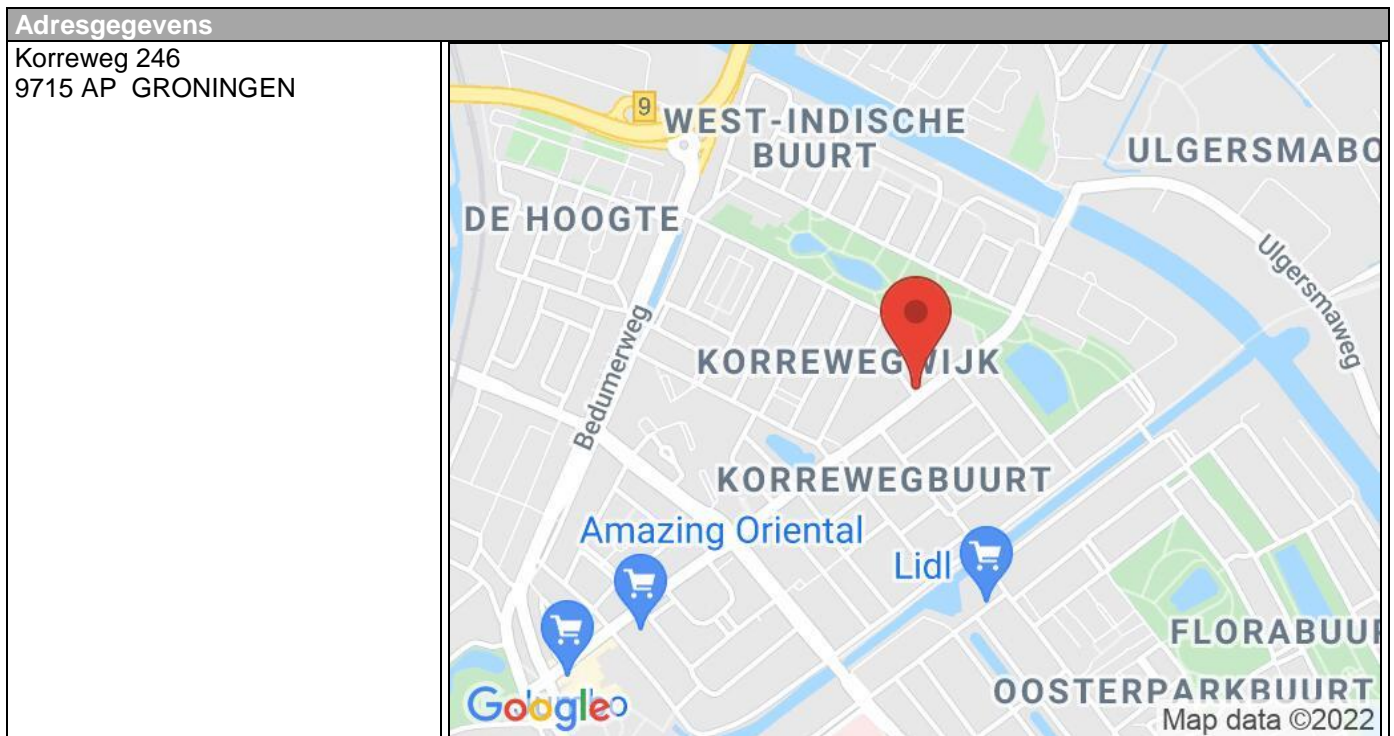 Adresgegevens
Korreweg 246
9715 AP GRONINGEN
9
WEST-INDISCHE
BUURT
ULGERSMABO
DE HOOGTE
Ulgersmaweg
Bedumerweg
KORREWEGWIJK
KORREWEGBUURT
Amazing Oriental
Lidl
FLORABUUR
OOSTERPARKBUURT
Google
Map data ©2022